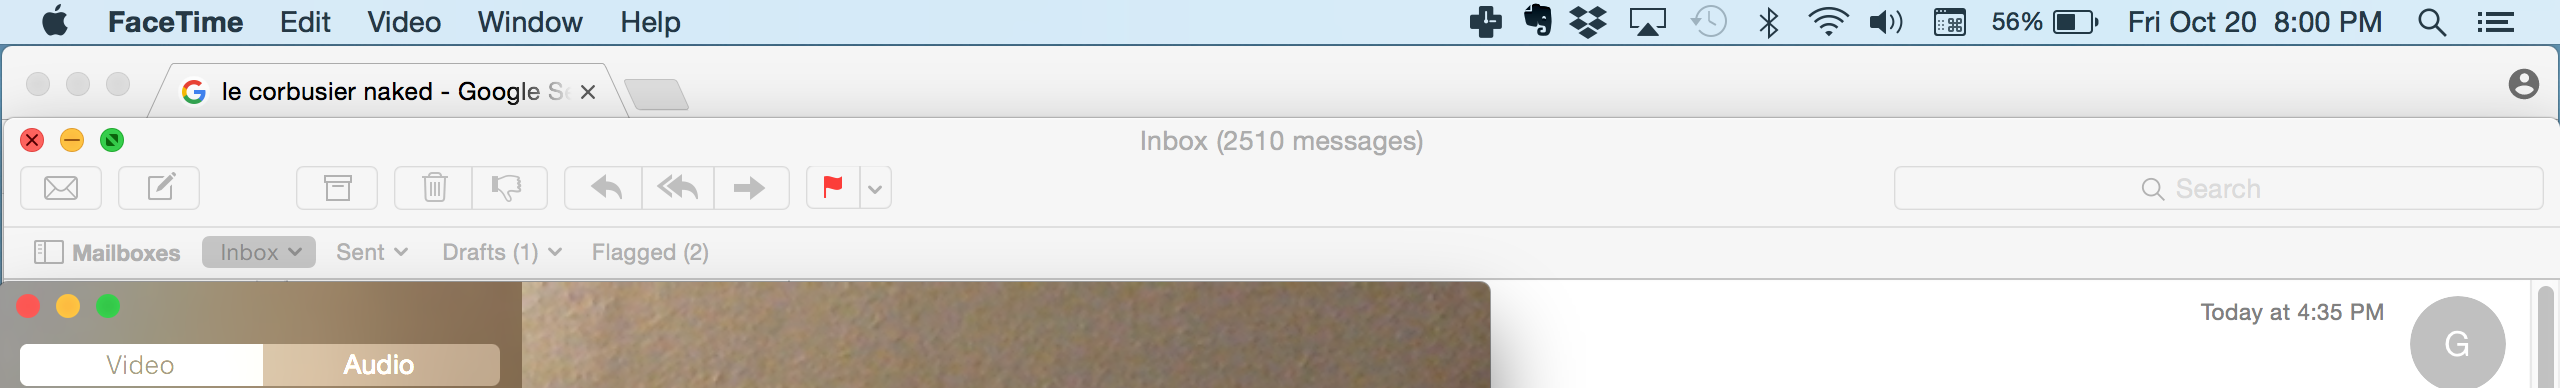 FaceTime Edit Video Window Help 56% Fri Oct 20 8:00 PM
le corbusier naked - Google Se
Inbox (2510 messages)
Search
Mailboxes Inbox Sent Drafts (1) Flagged (2)
Today at 4:35 PM
G
Video Audio